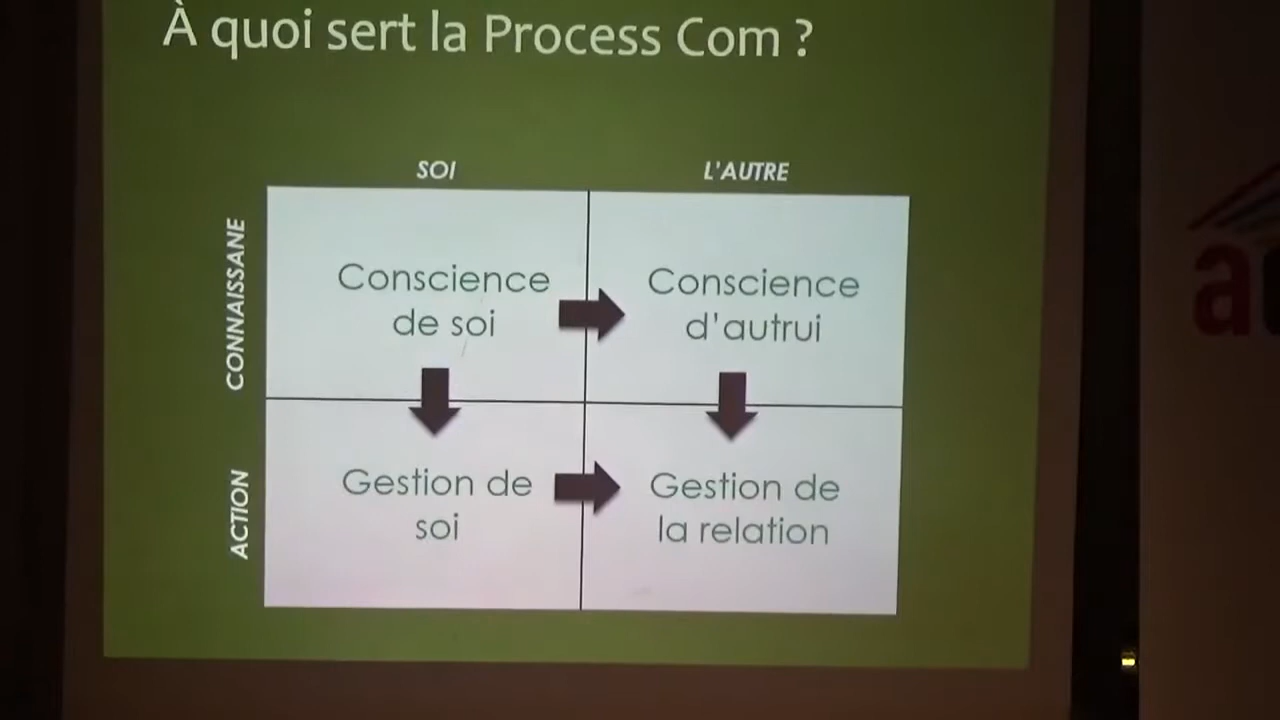 À quoi sert la Process Com ?
SOI
L'AUTRE
CONNAISSANE
Conscience
de soi
Conscience
d'autrui
ACTION
Gestion de
soi
Gestion de
la relation